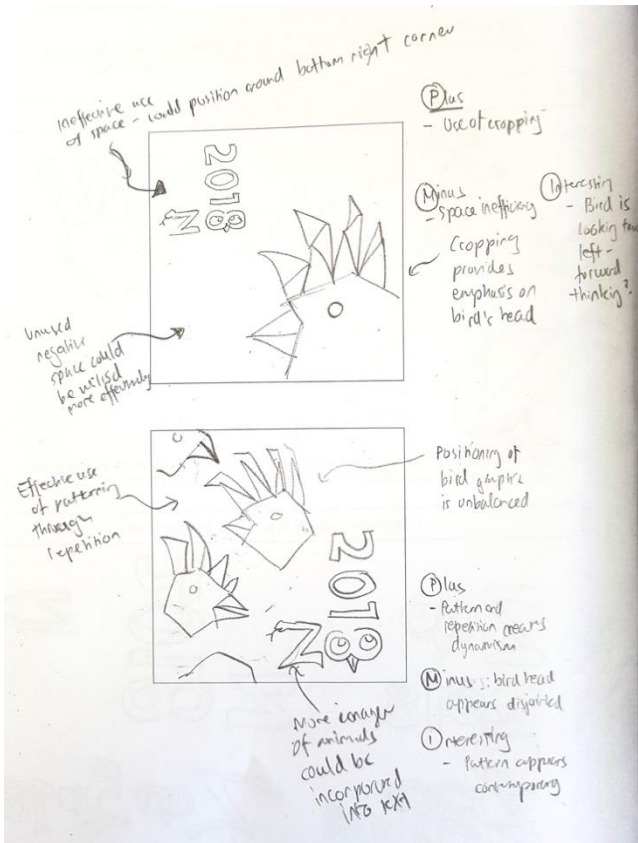 Ineffective use
of space - could position around bottom right corner
2018
N
Unused
negative
space could
be utilised
more effectively
Plus
- Use of cropping
Minus
- space inefficiency
Cropping
provides
emphasis on
bird's head
Interesting
- Bird is
looking
left -
forward
thinking?
Effective use
of patterning
through
repetition
Positioning of
bird graphic
is unbalanced
2018
N
More
of animals
could be
incorporated
into text
Plus
- Pattern and
repetition creates
dynamism
Minus: bird head
appears disjointed
Interesting
- Pattern appears
contemporary